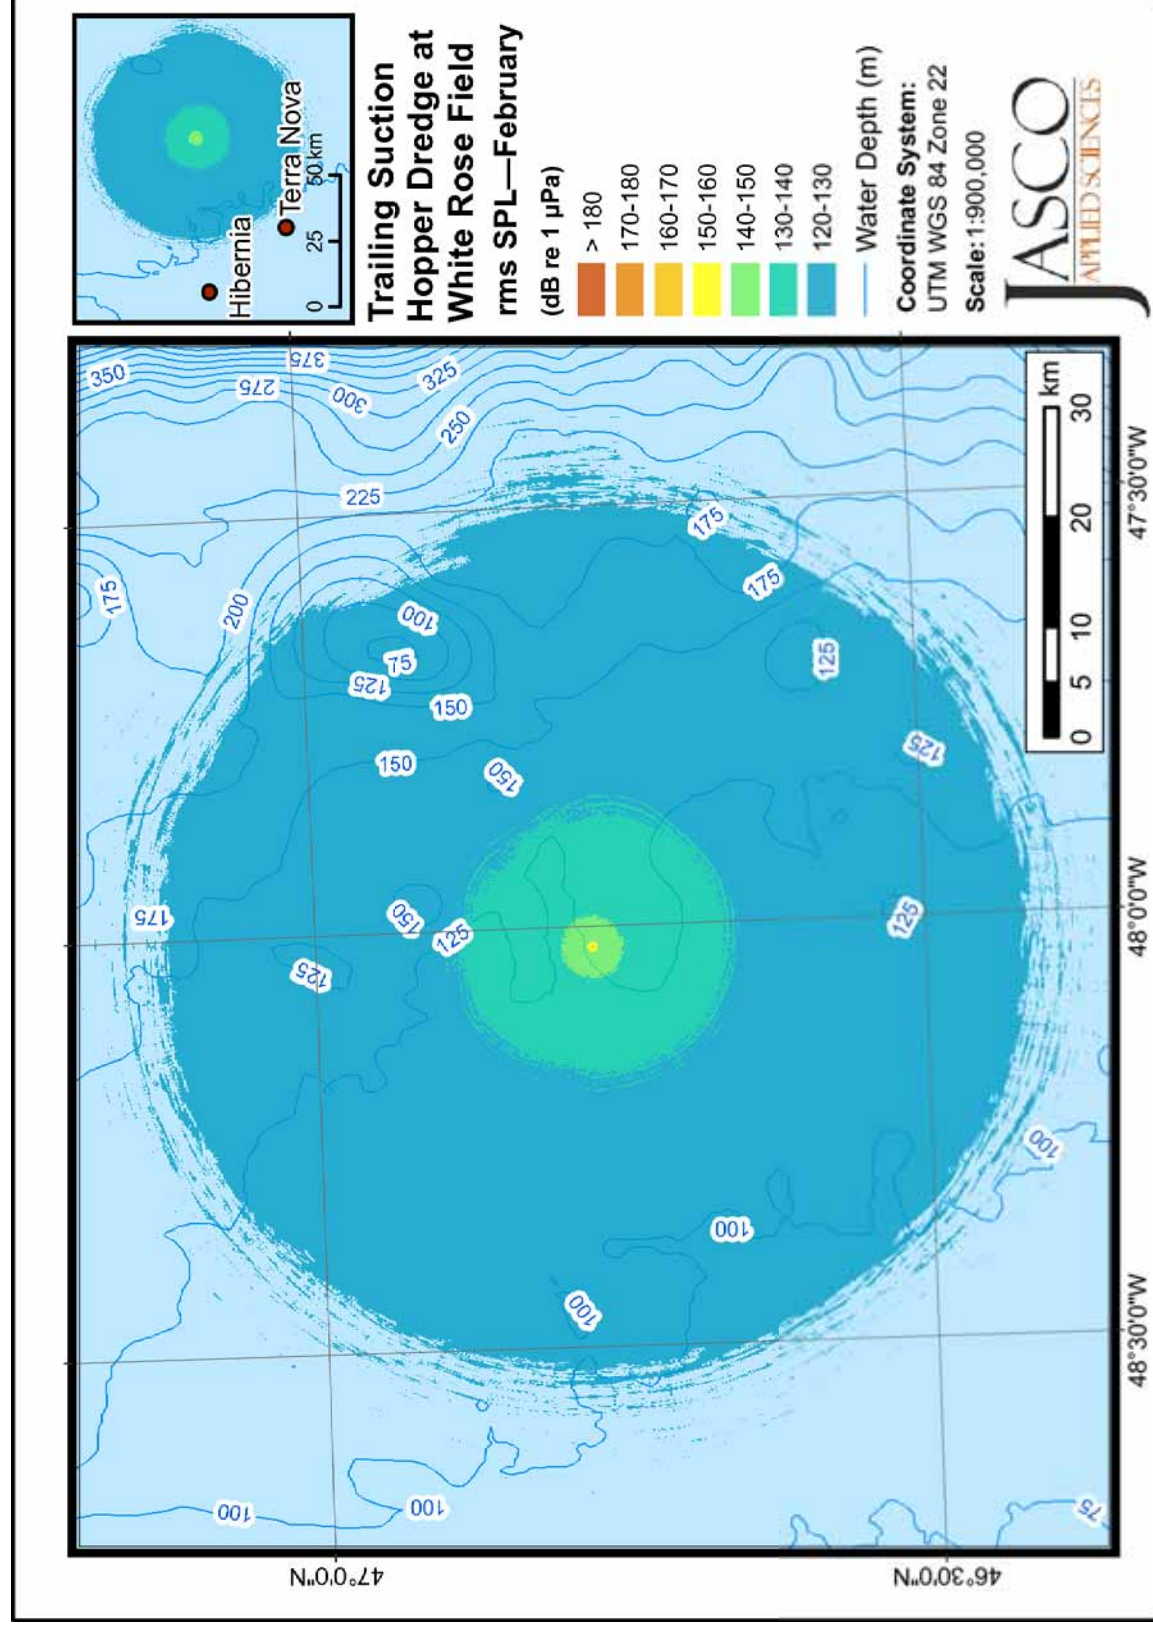 350
375
275
300
325
250
225
175
200
100
75
125
150
150
150
175
175
125
125
175
150
125
125
125
100
100
100
100
100
75
0 5 10 20 30
km
47°0'0"N
46°30'0"N
48°30'0"W
48°0'0"W
47°30'0"W
Hibernia
Terra Nova
0 25 50 km
Trailing Suction
Hopper Dredge at
White Rose Field
rms SPL—February
(dB re 1 µPa)
> 180
170-180
160-170
150-160
140-150
130-140
120-130
Water Depth (m)
Coordinate System:
UTM WGS 84 Zone 22
Scale: 1:900,000
JASCO
APPLIED SCIENCES